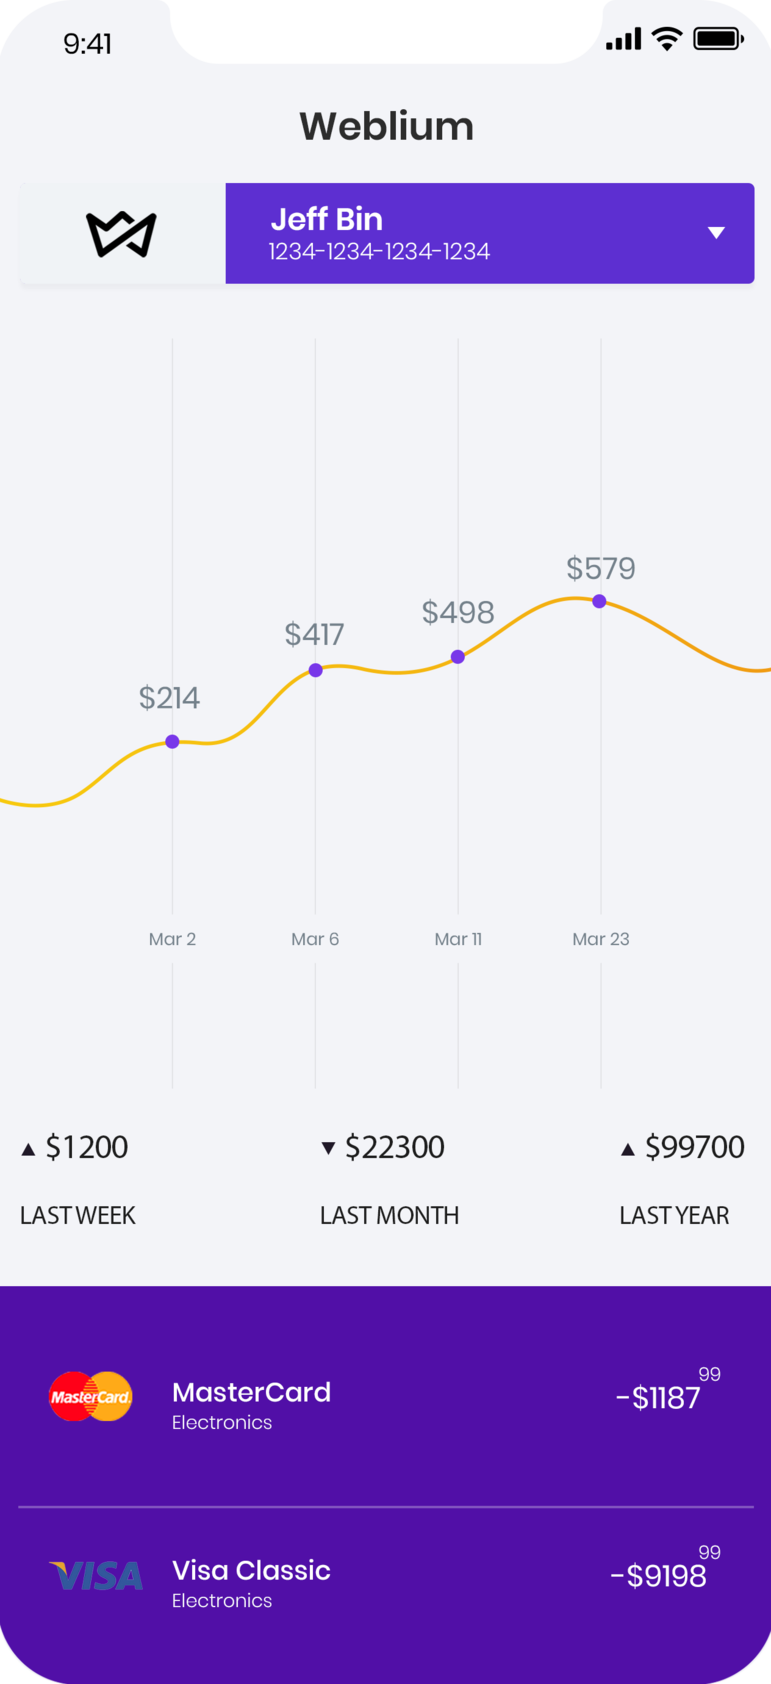 9:41
Weblium
Jeff Bin
1234-1234-1234-1234
$579
$498
$417
$214
Mar 2 Mar 6 Mar 11 Mar 23
▲ $1200 ▼ $22300 ▲ $99700
LAST WEEK LAST MONTH LAST YEAR
MasterCard MasterCard -$1187 99
Electronics
VISA Visa Classic -$9198 99
Electronics